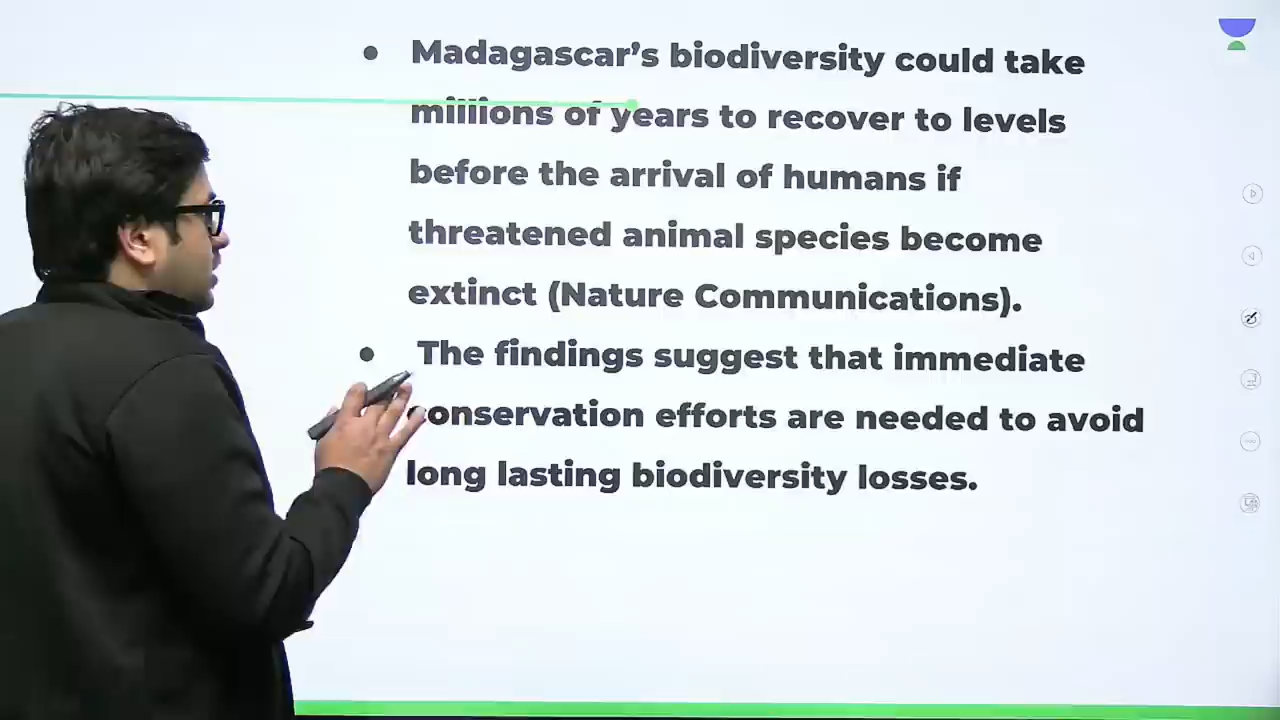 • Madagascar's biodiversity could take
millions of years to recover to levels
before the arrival of humans if
threatened animal species become
extinct (Nature Communications).
• The findings suggest that immediate
conservation efforts are needed to avoid
long lasting biodiversity losses.